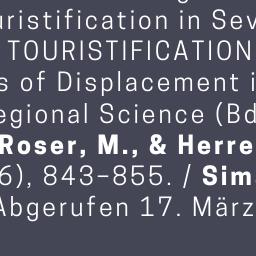 uristification in Sev
TOURISTIFICATION
s of Displacement i
egional Science (Bd
Roser, M., & Herre
6), 843–855. / Sim
Abgerufen 17. März